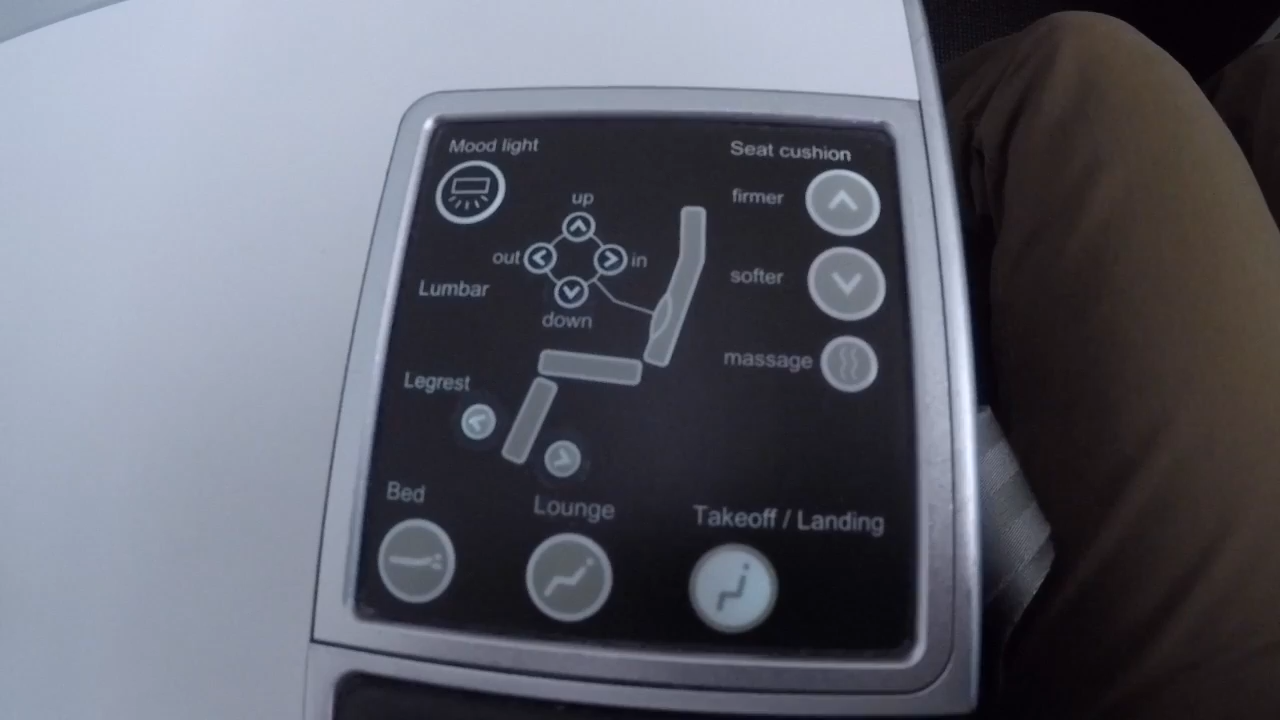 Mood light
Seat cushion
up
firmer
out
in
softer
Lumbar
down
massage
Legrest
Bed
Lounge
Takeoff / Landing